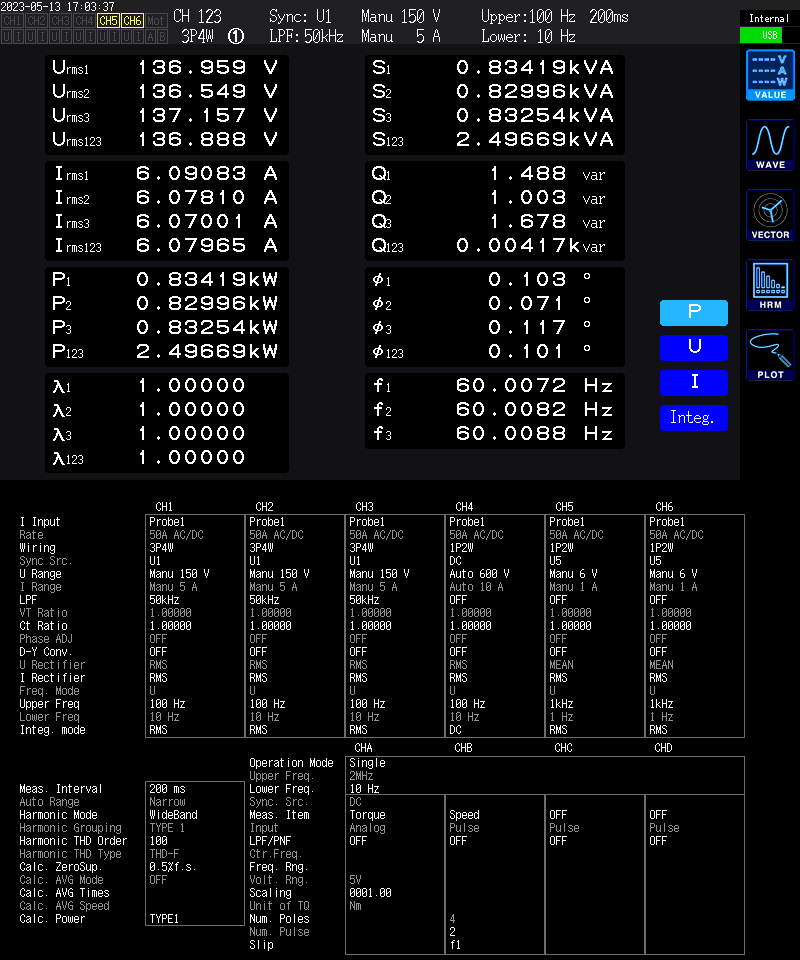 2023-05-13 17:03:37
CH1 CH2 CH3 CH4 CH5 CH6 Mot
U I U I U I U I U I U I A B
CH 123 Sync: U1 Manu 150 V Upper:100 Hz 200ms
3P4W ① LPF:50kHz Manu 5 A Lower: 10 Hz
Internal
USB
Urms1 136.959 V
Urms2 136.549 V
Urms3 137.157 V
Urms123 136.888 V
Irms1 6.09083 A
Irms2 6.07810 A
Irms3 6.07001 A
Irms123 6.07965 A
P1 0.83419kW
P2 0.82996kW
P3 0.83254kW
P123 2.49669kW
λ1 1.00000
λ2 1.00000
λ3 1.00000
λ123 1.00000
S1 0.83419kVA
S2 0.82996kVA
S3 0.83254kVA
S123 2.49669kVA
Q1 1.488 var
Q2 1.003 var
Q3 1.678 var
Q123 0.00417kvar
φ1 0.103 °
φ2 0.071 °
φ3 0.117 °
φ123 0.101 °
f1 60.0072 Hz
f2 60.0082 Hz
f3 60.0088 Hz
P
U
I
Integ.
----V
----A
----W
VALUE
WAVE
VECTOR
HRM
PLOT
CH1 CH2 CH3 CH4 CH5 CH6
I Input Probe1 Probe1 Probe1 Probe1 Probe1 Probe1
Rate 50A AC/DC 50A AC/DC 50A AC/DC 50A AC/DC 50A AC/DC 50A AC/DC
Wiring 3P4W 3P4W 3P4W 1P2W 1P2W 1P2W
Sync Src. U1 U1 U1 DC U5 U5
U Range Manu 150 V Manu 150 V Manu 150 V Auto 600 V Manu 6 V Manu 6 V
I Range Manu 5 A Manu 5 A Manu 5 A Auto 10 A Manu 1 A Manu 1 A
LPF 50kHz 50kHz 50kHz OFF OFF OFF
VT Ratio 1.00000 1.00000 1.00000 1.00000 1.00000 1.00000
Ct Ratio 1.00000 1.00000 1.00000 1.00000 1.00000 1.00000
Phase ADJ OFF OFF OFF OFF OFF OFF
D-Y Conv. OFF OFF OFF OFF OFF OFF
U Rectifier RMS RMS RMS RMS MEAN MEAN
I Rectifier RMS RMS RMS RMS RMS RMS
Freq. Mode U U U U U U
Upper Freq 100 Hz 100 Hz 100 Hz 100 Hz 1kHz 1kHz
Lower Freq 10 Hz 10 Hz 10 Hz 10 Hz 1 Hz 1 Hz
Integ. mode RMS RMS RMS DC RMS RMS
CHA CHB CHC CHD
Operation Mode Single
Upper Freq. 2MHz
Meas. Interval 200 ms Lower Freq. 10 Hz
Auto Range Narrow Sync. Src. DC
Harmonic Mode WideBand Meas. Item Torque Speed OFF OFF
Harmonic Grouping TYPE 1 Input Analog Pulse Pulse Pulse
Harmonic THD Order 100 LPF/PNF OFF OFF OFF OFF
Harmonic THD Type THD-F Ctr.Freq.
Calc. ZeroSup. 0.5%f.s. Freq. Rng.
Calc. AVG Mode OFF Volt. Rng. 5V
Calc. AVG Times Scaling 0001.00
Calc. AVG Speed Unit of TQ Nm
Calc. Power TYPE1 Num. Poles 4
Num. Pulse 2
Slip f1